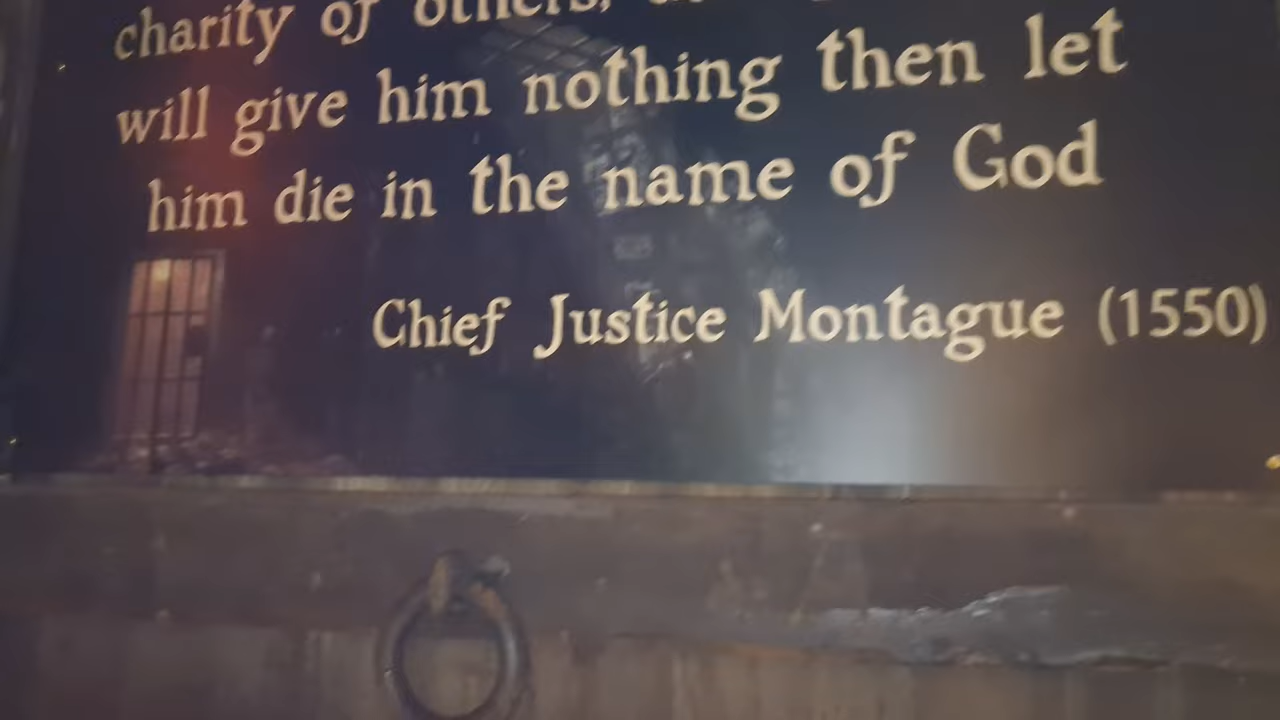 charity of others,
will give him nothing then let
him die in the name of God
Chief Justice Montague (1550)